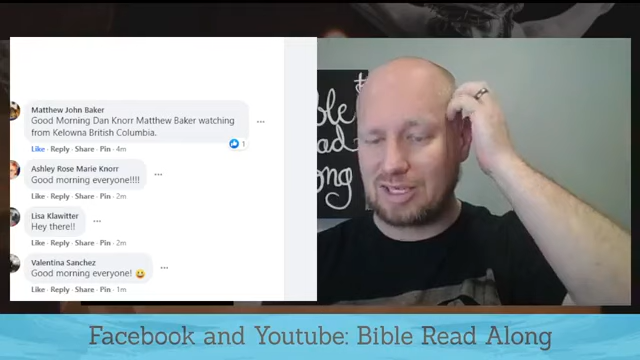 Matthew John Baker
Good Morning Dan Knorr Matthew Baker watching
from Kelowna British Columbia.
Like · Reply · Share · Pin · 4m
1
Ashley Rose Marie Knorr
Good morning everyone!!!!
Like · Reply · Share · Pin · 2m
Lisa Klawitter
Hey there!!
Like · Reply · Share · Pin · 2m
Valentina Sanchez
Good morning everyone! 😀
Like · Reply · Share · Pin · 1m
Along
Facebook and Youtube: Bible Read Along